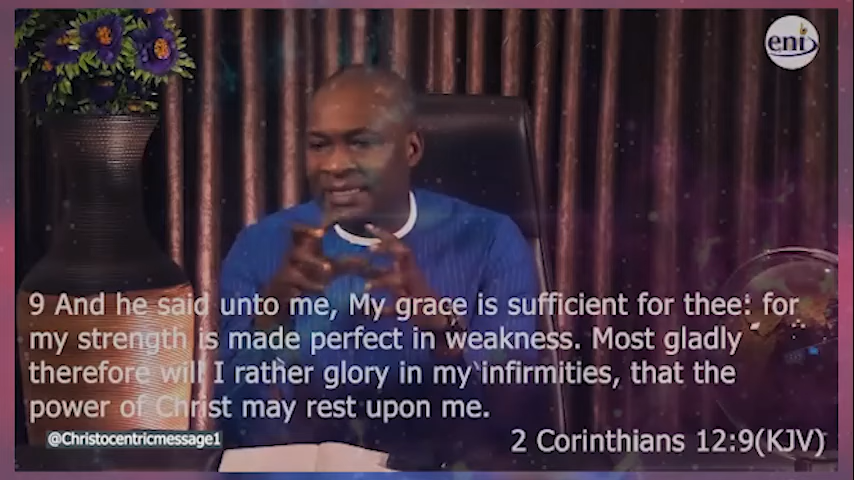 eni
9 And he said unto me, My grace is sufficient for thee: for
my strength is made perfect in weakness. Most gladly
therefore will I rather glory in my infirmities, that the
power of Christ may rest upon me.
@Christocentricmessage1
2 Corinthians 12:9(KJV)